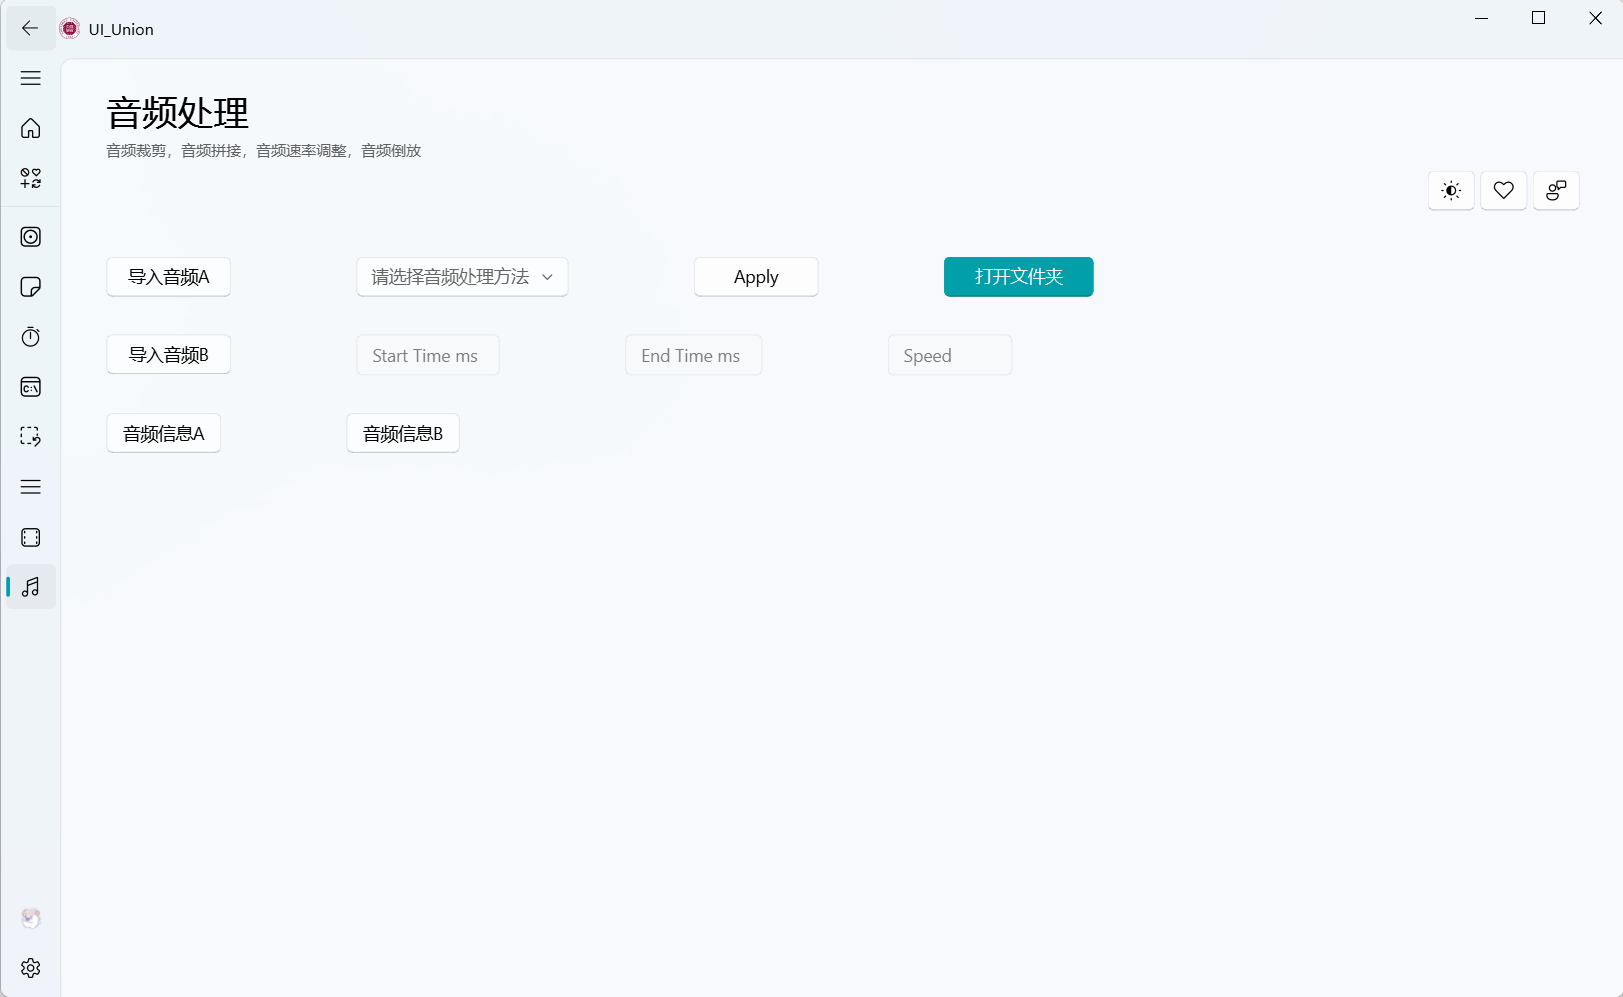 UI_Union
音频处理
音频裁剪，音频拼接，音频速率调整，音频倒放
导入音频A 请选择音频处理方法 Apply 打开文件夹
导入音频B Start Time ms End Time ms Speed
音频信息A 音频信息B